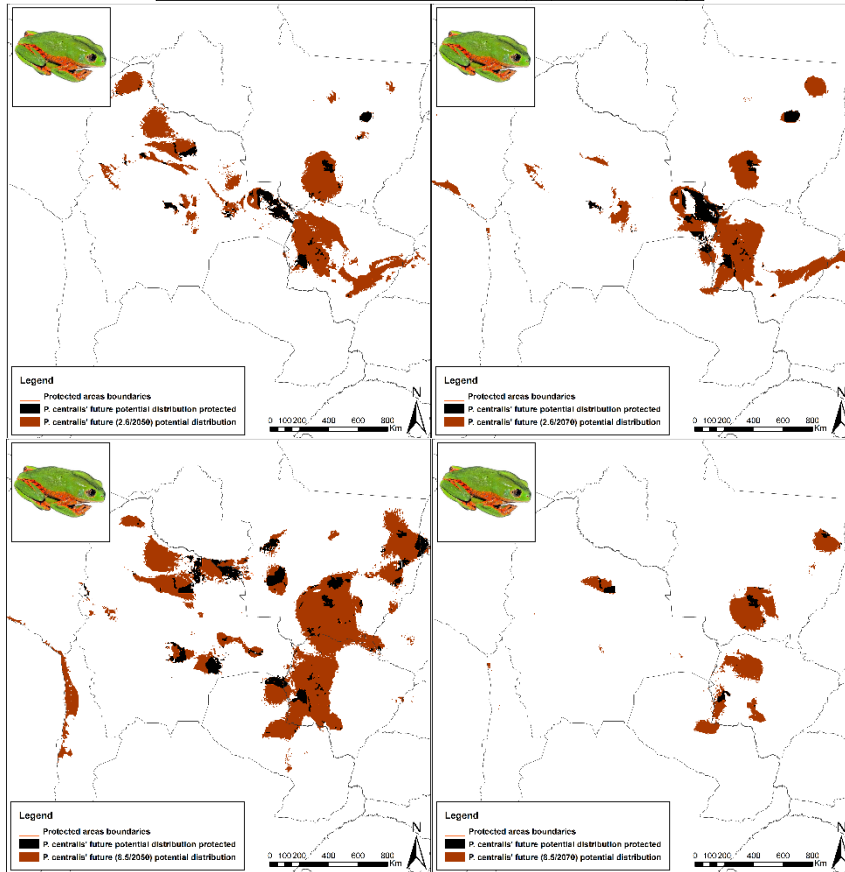 N
Legend
Protected areas boundaries
P. centralis' future potential distribution protected
P. centralis' future (2.6/2050) potential distribution
0 100 200 400 600 800
Km
N
Legend
Protected areas boundaries
P. centralis' future potential distribution protected
P. centralis' future (2.6/2070) potential distribution
0 100 200 400 600 800
Km
N
Legend
Protected areas boundaries
P. centralis' future potential distribution protected
P. centralis' future (8.5/2050) potential distribution
0 100 200 400 600 800
Km
N
Legend
Protected areas boundaries
P. centralis' future potential distribution protected
P. centralis' future (8.5/2070) potential distribution
0 100 200 400 600 800
Km